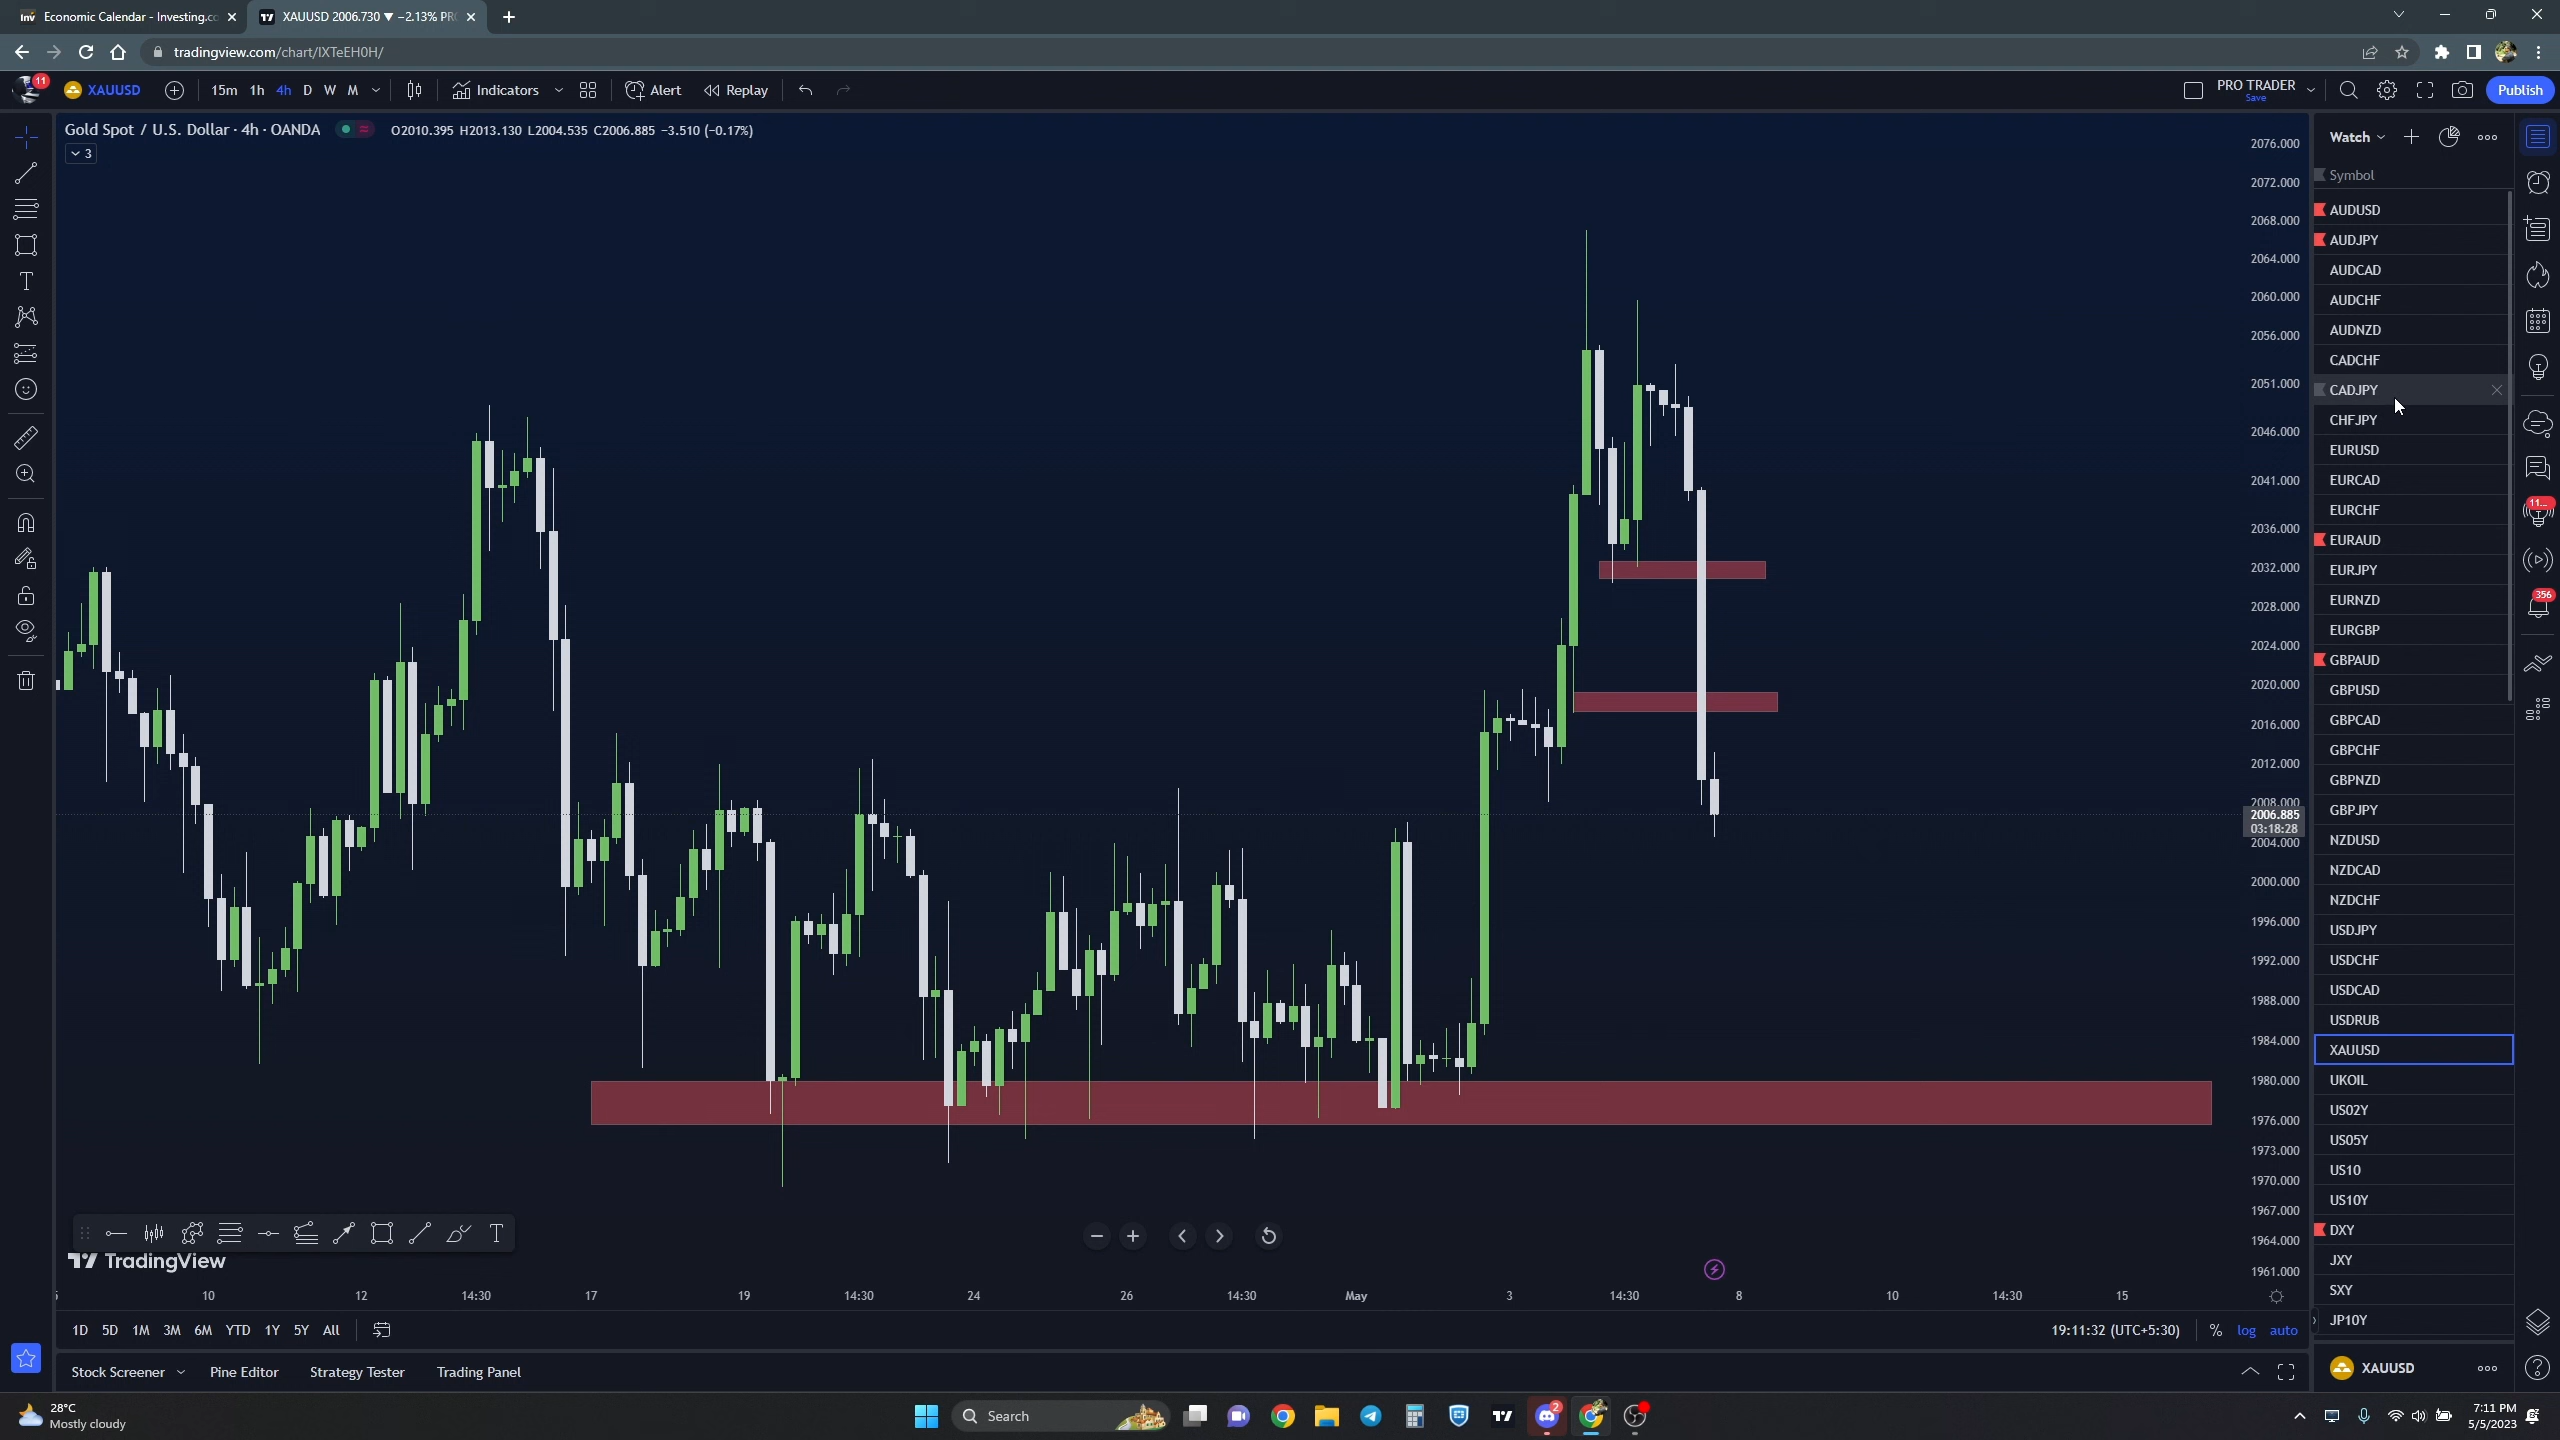 Economic Calendar - Investing.co
XAUUSD 2006.730 ▼ −2.13% PR
tradingview.com/chart/IXTeEH0H/
11
XAUUSD
15m 1h 4h D W M
Indicators
Alert
Replay
PRO TRADER
Save
Publish
Gold Spot / U.S. Dollar · 4h · OANDA
O2010.395 H2013.130 L2004.535 C2006.885 −3.510 (−0.17%)
3
2076.000
2072.000
2068.000
2064.000
2060.000
2056.000
2051.000
2046.000
2041.000
2036.000
2032.000
2028.000
2024.000
2020.000
2016.000
2012.000
2008.000
2006.885
03:18:28
2004.000
2000.000
1996.000
1992.000
1988.000
1984.000
1980.000
1976.000
1973.000
1970.000
1967.000
1964.000
1961.000
Watch
Symbol
AUDUSD
AUDJPY
AUDCAD
AUDCHF
AUDNZD
CADCHF
CADJPY
CHFJPY
EURUSD
EURCAD
EURCHF
EURAUD
EURJPY
EURNZD
EURGBP
GBPAUD
GBPUSD
GBPCAD
GBPCHF
GBPNZD
GBPJPY
NZDUSD
NZDCAD
NZDCHF
USDJPY
USDCHF
USDCAD
USDRUB
XAUUSD
UKOIL
US02Y
US05Y
US10
US10Y
DXY
JXY
SXY
JP10Y
XAUUSD
11...
356
TradingView
10 12 14:30 17 19 14:30 24 26 14:30 May 3 14:30 8 10 14:30 15
1D 5D 1M 3M 6M YTD 1Y 5Y All
19:11:32 (UTC+5:30) % log auto
Stock Screener Pine Editor Strategy Tester Trading Panel
28°C
Mostly cloudy
Search
2
7:11 PM
5/5/2023